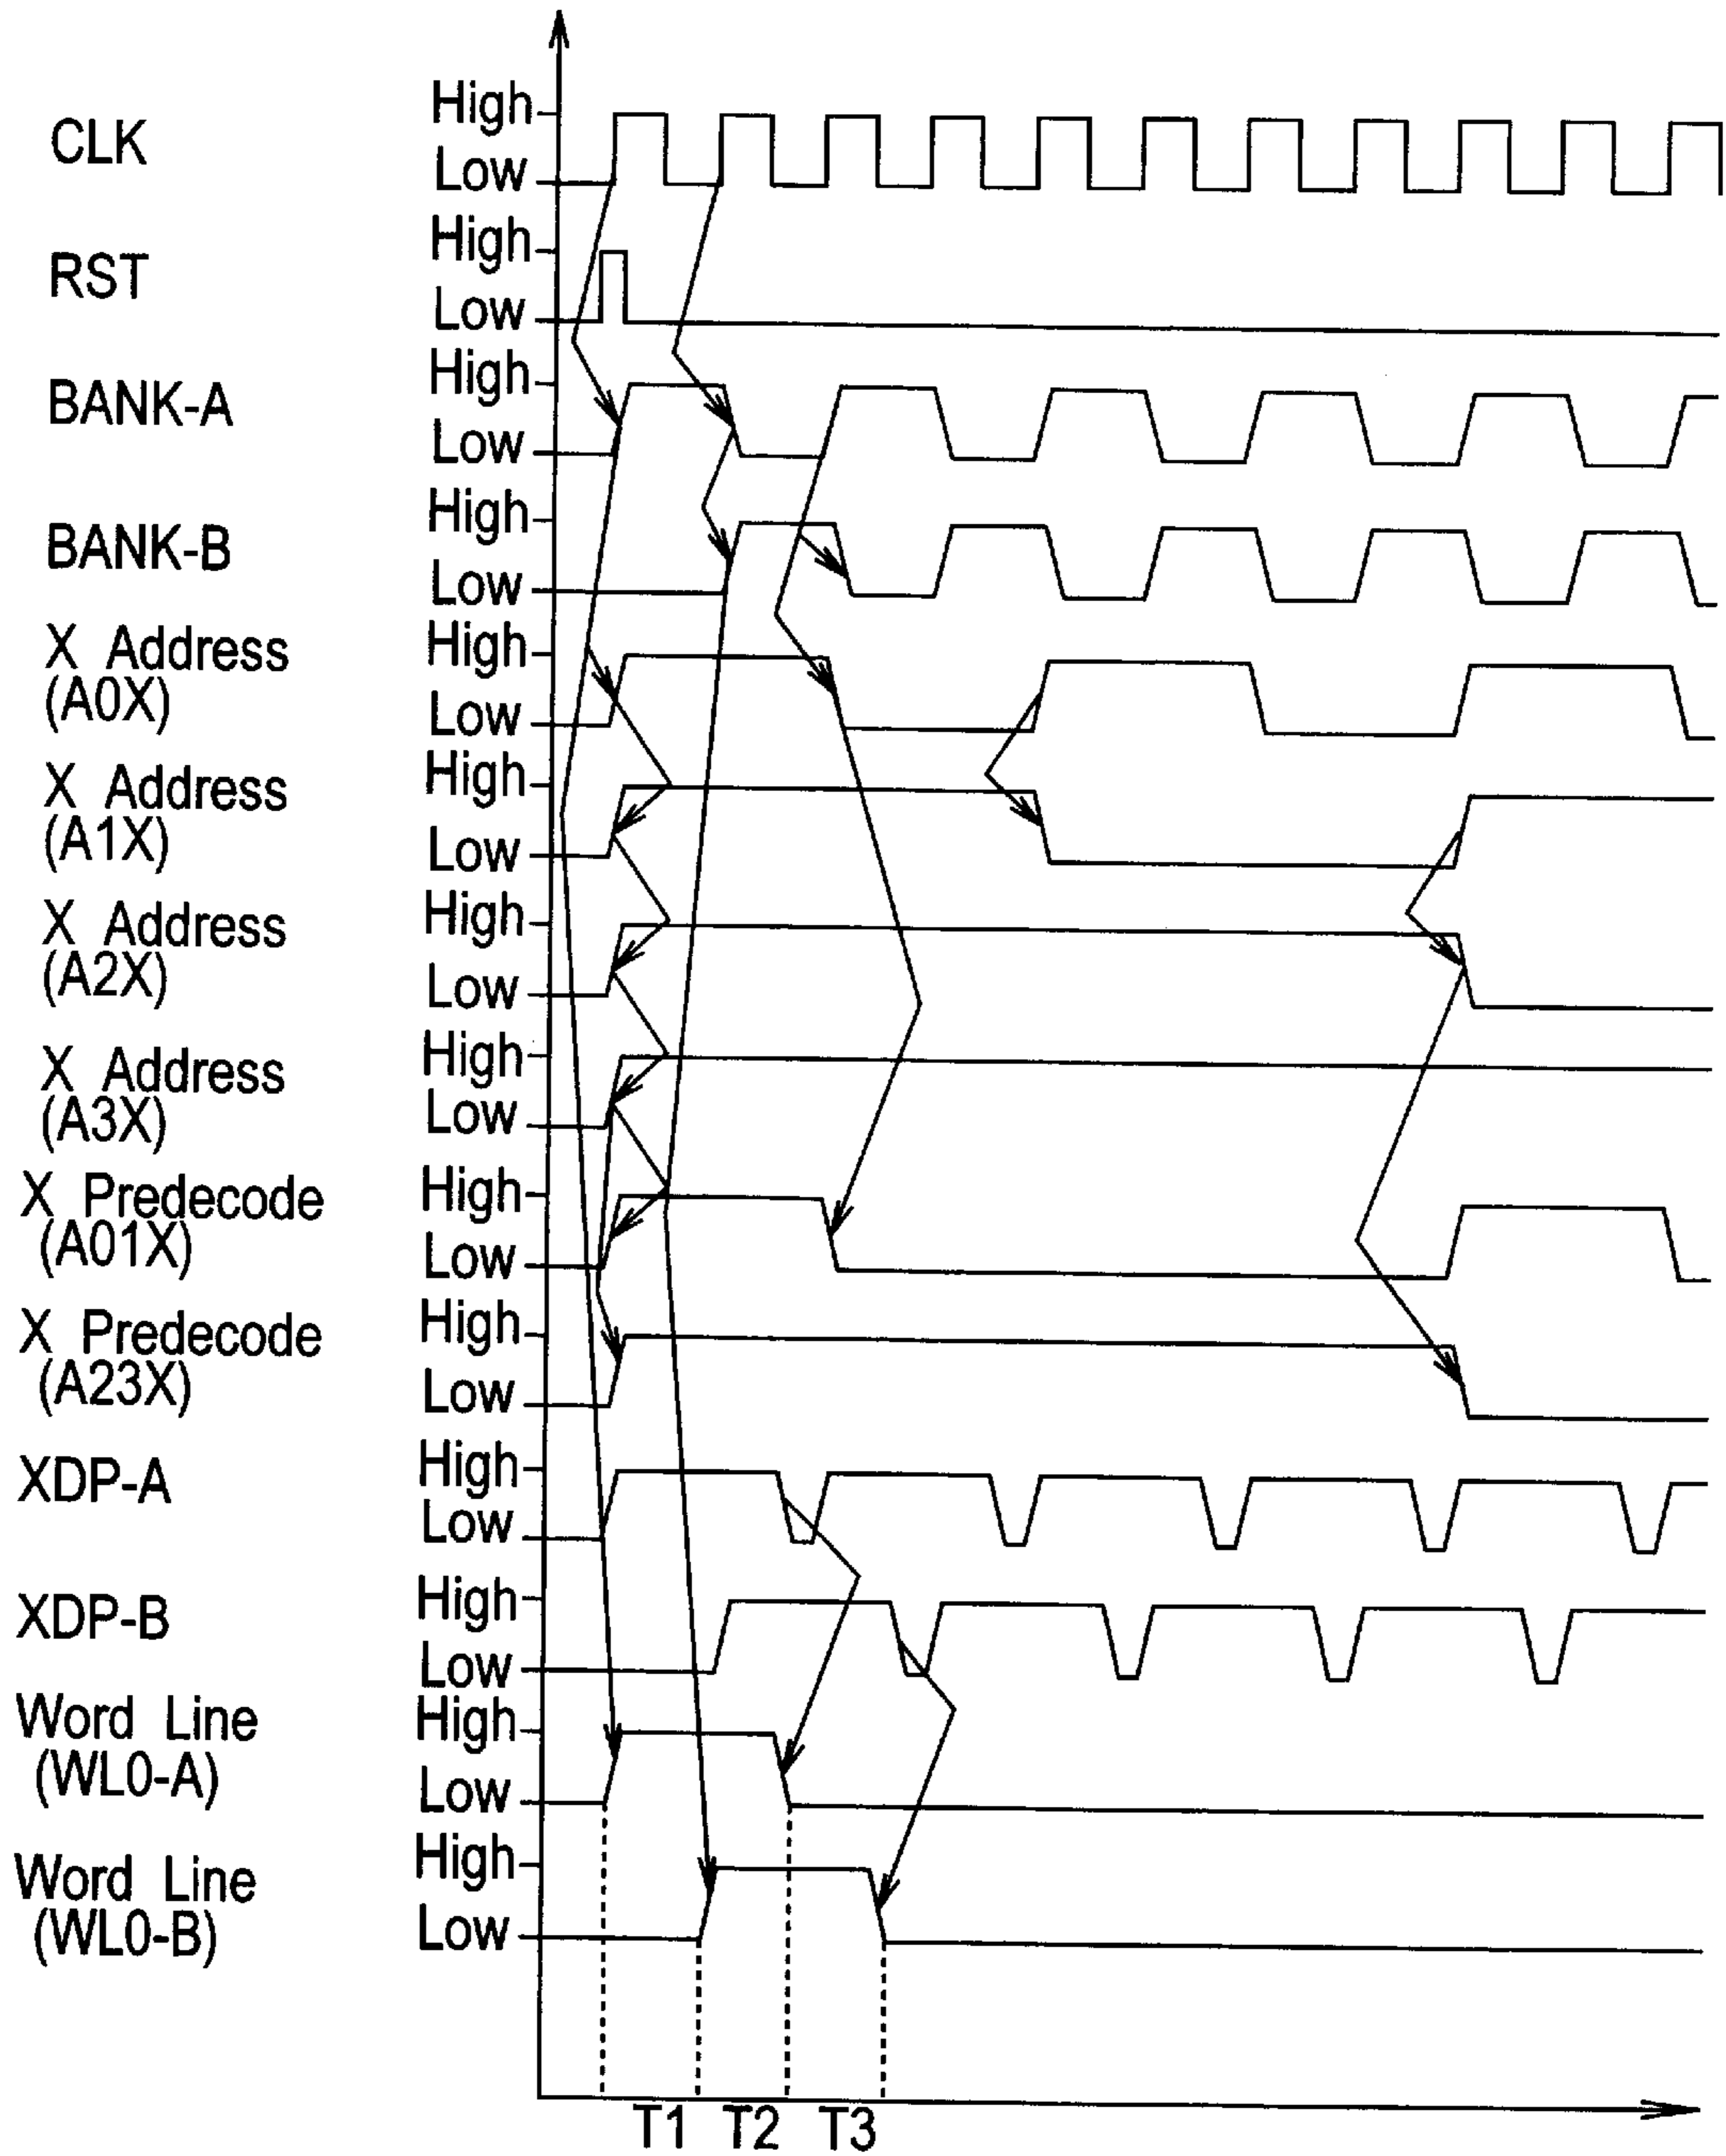 High
CLK
Low
High
RST
Low
High
BANK-A
Low
High
BANK-B
Low
X Address
(A0X)
High
Low
X Address
(A1X)
High
Low
X Address
(A2X)
High
Low
X Address
(A3X)
High
Low
X Predecode
(A01X)
High
Low
X Predecode
(A23X)
High
Low
XDP-A
High
Low
XDP-B
High
Low
Word Line
(WL0-A)
High
Low
Word Line
(WL0-B)
High
Low
T1 T2 T3